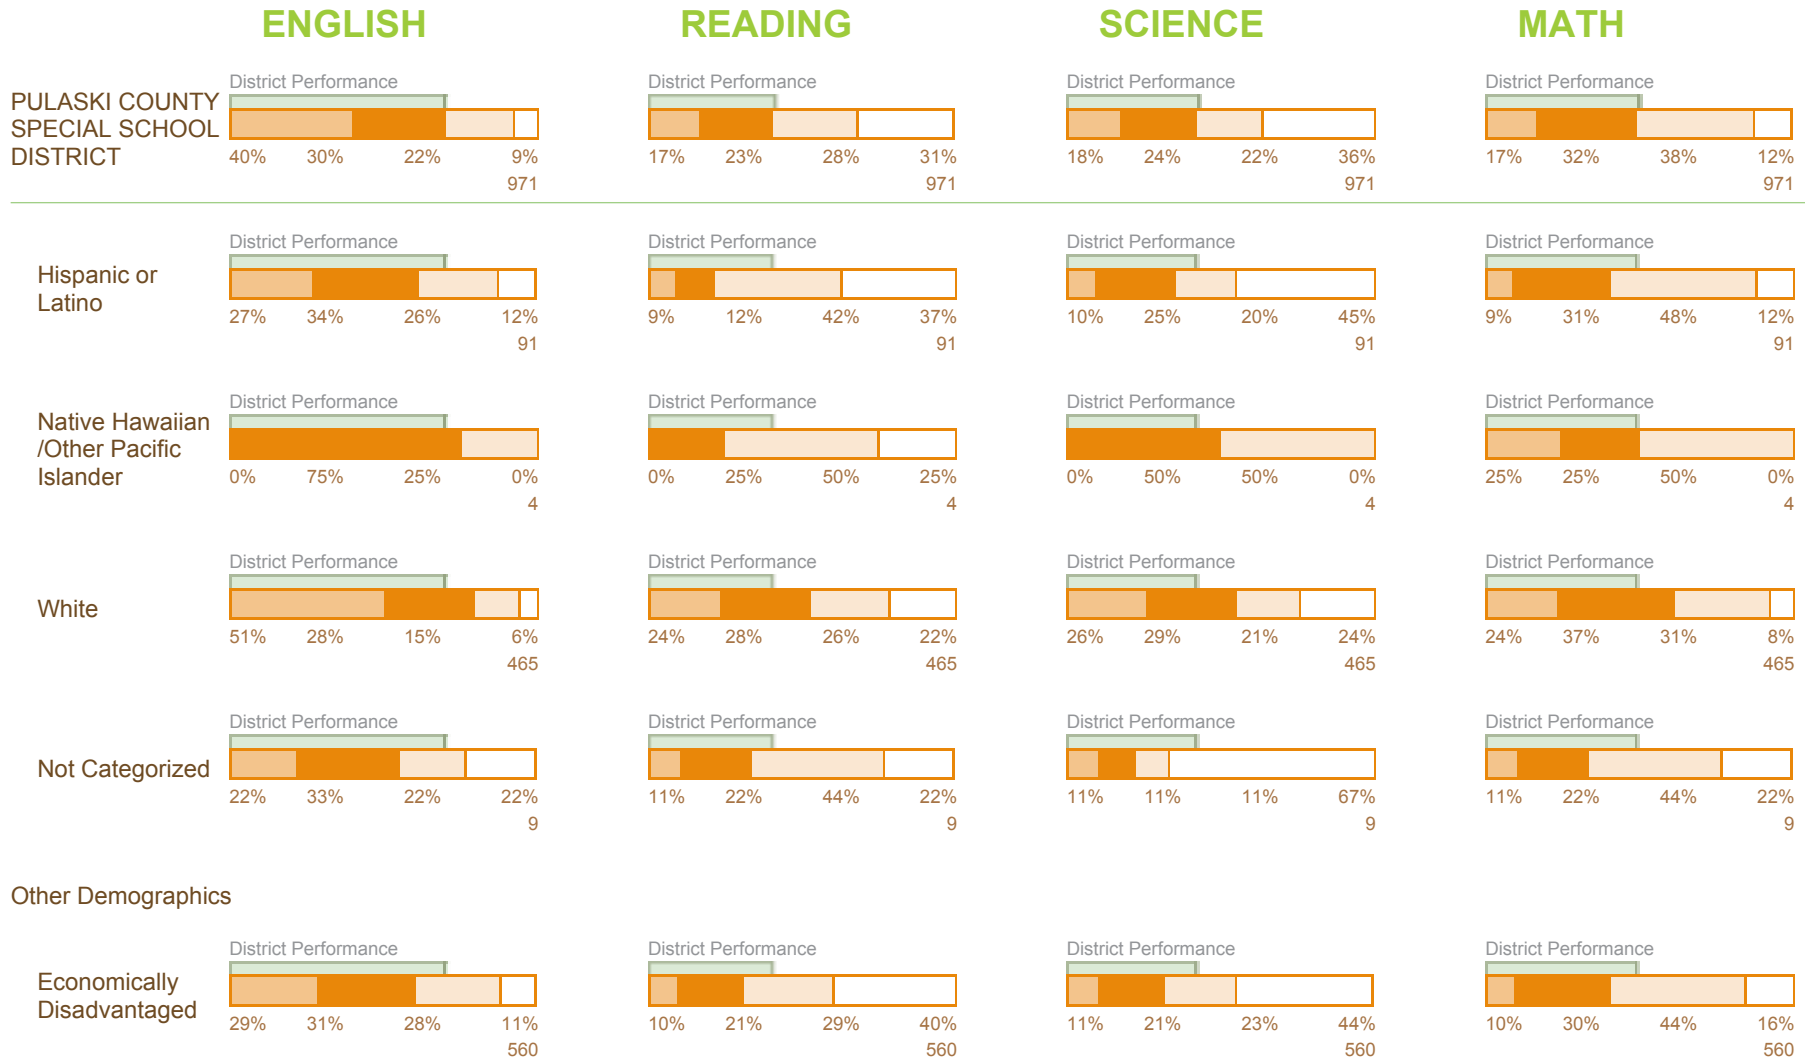 ENGLISH READING SCIENCE MATH
District Performance District Performance District Performance District Performance
PULASKI COUNTY
SPECIAL SCHOOL
DISTRICT
40% 30% 22% 9% 17% 23% 28% 31% 18% 24% 22% 36% 17% 32% 38% 12%
971 971 971 971
District Performance District Performance District Performance District Performance
Hispanic or
Latino
27% 34% 26% 12% 9% 12% 42% 37% 10% 25% 20% 45% 9% 31% 48% 12%
91 91 91 91
District Performance District Performance District Performance District Performance
Native Hawaiian
/Other Pacific
Islander
0% 75% 25% 0% 0% 25% 50% 25% 0% 50% 50% 0% 25% 25% 50% 0%
4 4 4 4
District Performance District Performance District Performance District Performance
White
51% 28% 15% 6% 24% 28% 26% 22% 26% 29% 21% 24% 24% 37% 31% 8%
465 465 465 465
District Performance District Performance District Performance District Performance
Not Categorized
22% 33% 22% 22% 11% 22% 44% 22% 11% 11% 11% 67% 11% 22% 44% 22%
9 9 9 9
Other Demographics
District Performance District Performance District Performance District Performance
Economically
Disadvantaged
29% 31% 28% 11% 10% 21% 29% 40% 11% 21% 23% 44% 10% 30% 44% 16%
560 560 560 560